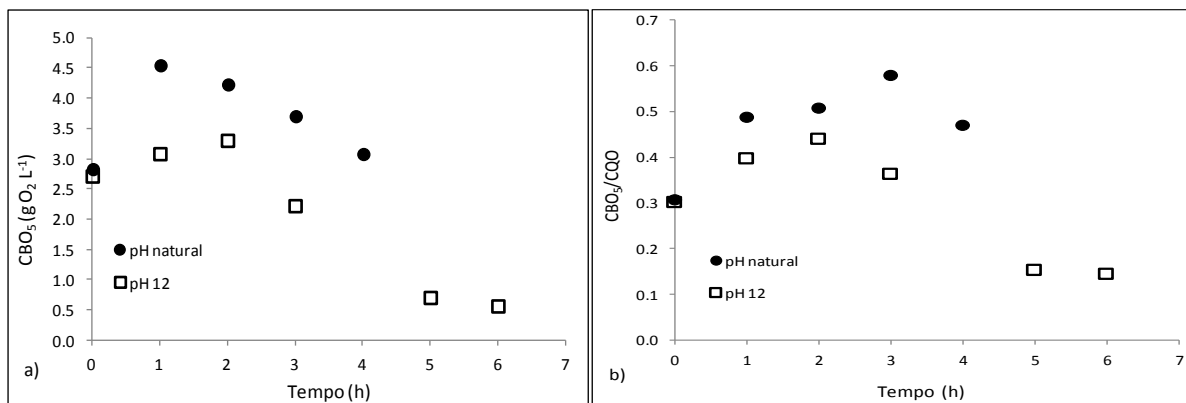 5.0
4.5
4.0
3.5
3.0
2.5
2.0
1.5
1.0
0.5
0.0
CBO5 (g O2 L-1)
pH natural
pH 12
0 1 2 3 4 5 6 7
a)
Tempo (h)
0.7
0.6
0.5
0.4
0.3
0.2
0.1
0.0
CBO5/CQO
pH natural
pH 12
0 1 2 3 4 5 6 7
b)
Tempo (h)